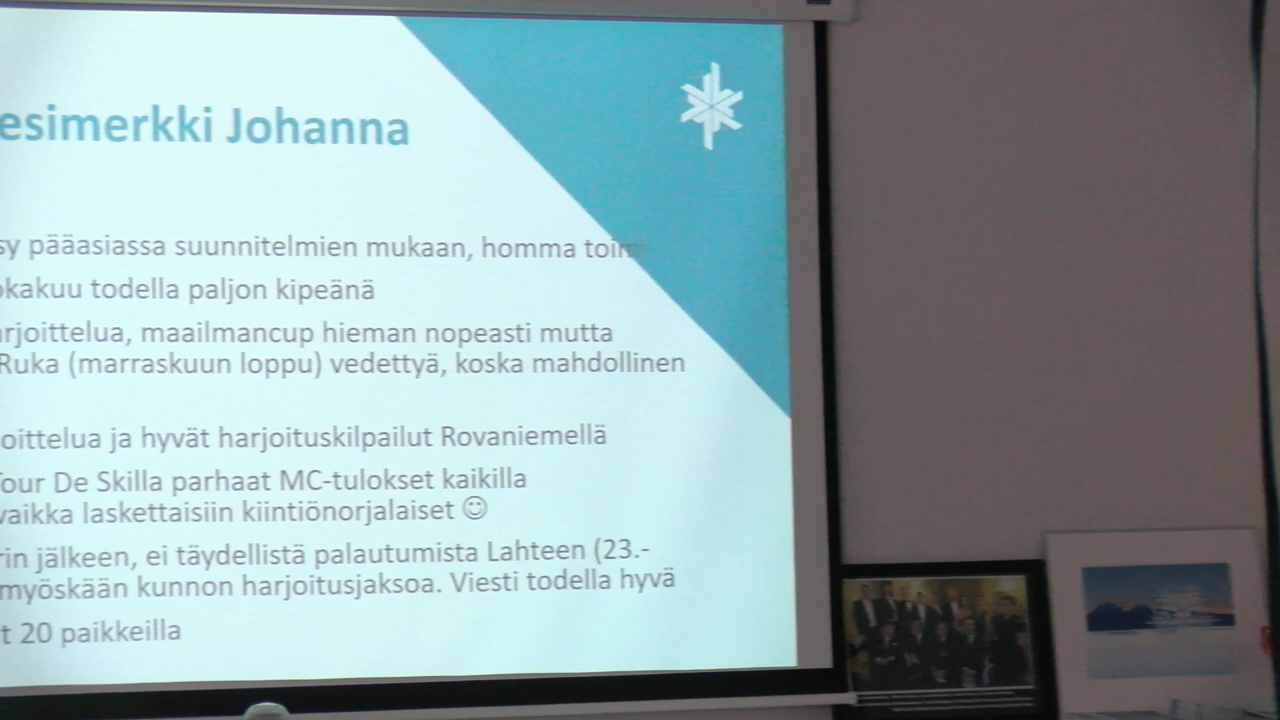 esimerkki Johanna
sy pääasiassa suunnitelmien mukaan, homma toimi
okakuu todella paljon kipeänä
arjoittelua, maailmancup hieman nopeasti mutta
Ruka (marraskuun loppu) vedettyä, koska mahdollinen
oittelua ja hyvät harjoituskilpailut Rovaniemellä
Tour De Skilla parhaat MC-tulokset kaikilla
vaikka laskettaisiin kiintiönorjalaiset ☺
rin jälkeen, ei täydellistä palautumista Lahteen (23.-
myöskään kunnon harjoitusjaksoa. Viesti todella hyvä
t 20 paikkeilla